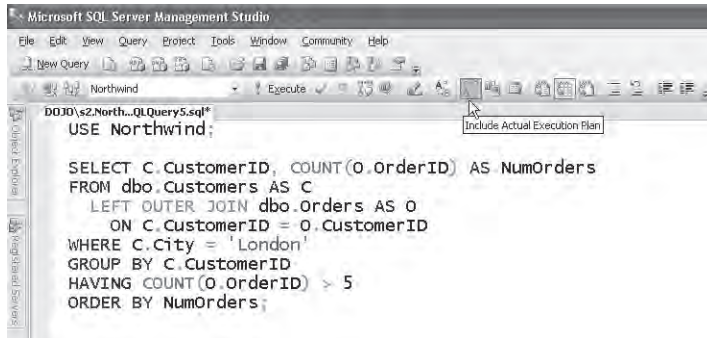 Microsoft SQL Server Management Studio
File Edit View Query Project Tools Window Community Help
New Query
Northwind
Execute
DOJO\s2.North...QLQuery5.sql*
Include Actual Execution Plan
Object Explorer
Registered Servers
USE Northwind;
SELECT C.CustomerID, COUNT(O.OrderID) AS NumOrders
FROM dbo.Customers AS C
LEFT OUTER JOIN dbo.Orders AS O
ON C.CustomerID = O.CustomerID
WHERE C.City = 'London'
GROUP BY C.CustomerID
HAVING COUNT(O.OrderID) > 5
ORDER BY NumOrders;